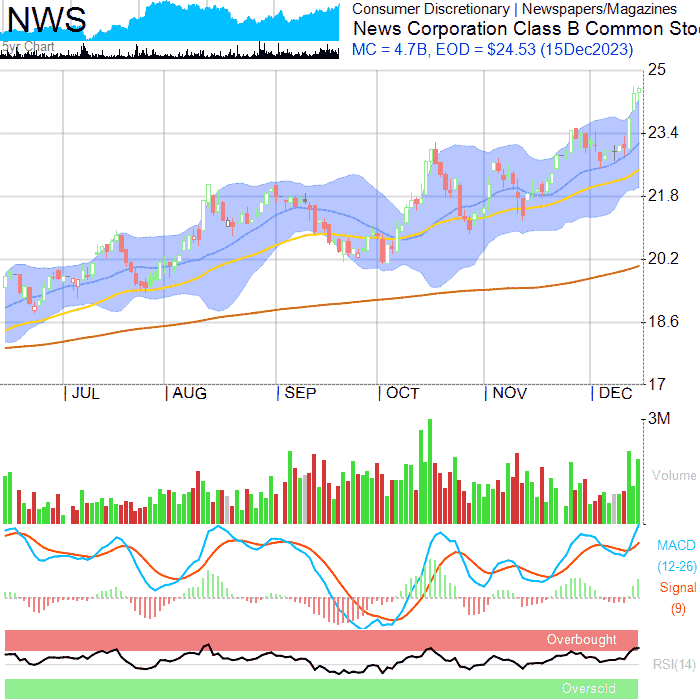 NWS
5yr Chart
Consumer Discretionary | Newspapers/Magazines
News Corporation Class B Common Sto
MC = 4.7B, EOD = $24.53 (15Dec2023)
25
23.4
21.8
20.2
18.6
17
| JUL | AUG | SEP | OCT | NOV | DEC
3M
Volume
MACD
(12-26)
Signal
(9)
Overbought
RSI(14)
Oversold